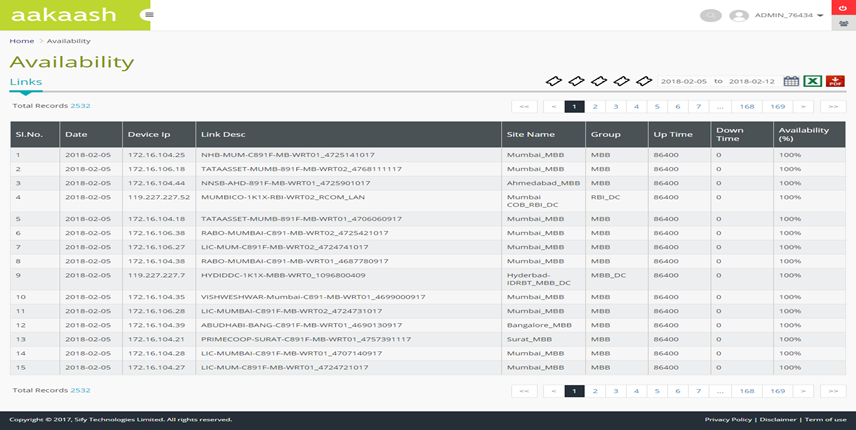 aakaash
ADMIN_76434
Home > Availability
Availability
Links
2018-02-05 to 2018-02-12
Total Records 2532
<< < 1 2 3 4 5 6 7 ... 168 169 > >>
Sl.No. Date Device Ip Link Desc Site Name Group Up Time Down Time Availability (%)
1 2018-02-05 172.16.104.25 NHB-MUM-C891F-MB-WRT01_4725141017 Mumbai_MBB MBB 86400 0 100%
2 2018-02-05 172.16.106.18 TATAASSET-MUMB-891F-MB-WRT02_4768111117 Mumbai_MBB MBB 86400 0 100%
3 2018-02-05 172.16.104.44 NNSB-AHD-891F-MB-WRT01_4725901017 Ahmedabad_MBB MBB 86400 0 100%
4 2018-02-05 119.227.227.52 MUMBICO-1K1X-RBI-WRT02_RCOM_LAN Mumbai COB_RBI_DC RBI_DC 86400 0 100%
5 2018-02-05 172.16.104.18 TATAASSET-MUMB-891F-MB-WRT01_4706060917 Mumbai_MBB MBB 86400 0 100%
6 2018-02-05 172.16.106.38 RABO-MUMBAI-C891-MB-WRT02_4725421017 Mumbai_MBB MBB 86400 0 100%
7 2018-02-05 172.16.106.27 LIC-MUM-C891F-MB-WRT02_4724741017 Mumbai_MBB MBB 86400 0 100%
8 2018-02-05 172.16.104.38 RABO-MUMBAI-C891-MB-WRT01_4687780917 Mumbai_MBB MBB 86400 0 100%
9 2018-02-05 119.227.227.7 HYDIDDC-1K1X-MBB-WRT0_1096800409 Hyderbad-IDRBT_MBB_DC MBB_DC 86400 0 100%
10 2018-02-05 172.16.104.35 VISHWESHWAR-Mumbai-C891-MB-WRT01_4699000917 Mumbai_MBB MBB 86400 0 100%
11 2018-02-05 172.16.106.28 LIC-MUMBAI-C891F-MB-WRT02_4724731017 Mumbai_MBB MBB 86400 0 100%
12 2018-02-05 172.16.104.39 ABUDHABI-BANG-C891F-MB-WRT01_4690130917 Bangalore_MBB MBB 86400 0 100%
13 2018-02-05 172.16.104.21 PRIMECOOP-SURAT-C891F-MB-WRT01_4757391117 Surat_MBB MBB 86400 0 100%
14 2018-02-05 172.16.104.28 LIC-MUMBAI-C891F-MB-WRT01_4707140917 Mumbai_MBB MBB 86400 0 100%
15 2018-02-05 172.16.104.27 LIC-MUM-C891F-MB-WRT01_4724721017 Mumbai_MBB MBB 86400 0 100%
Total Records 2532
<< < 1 2 3 4 5 6 7 ... 168 169 > >>
Copyright © 2017, Sify Technologies Limited. All rights reserved.
Privacy Policy | Disclaimer | Term of use